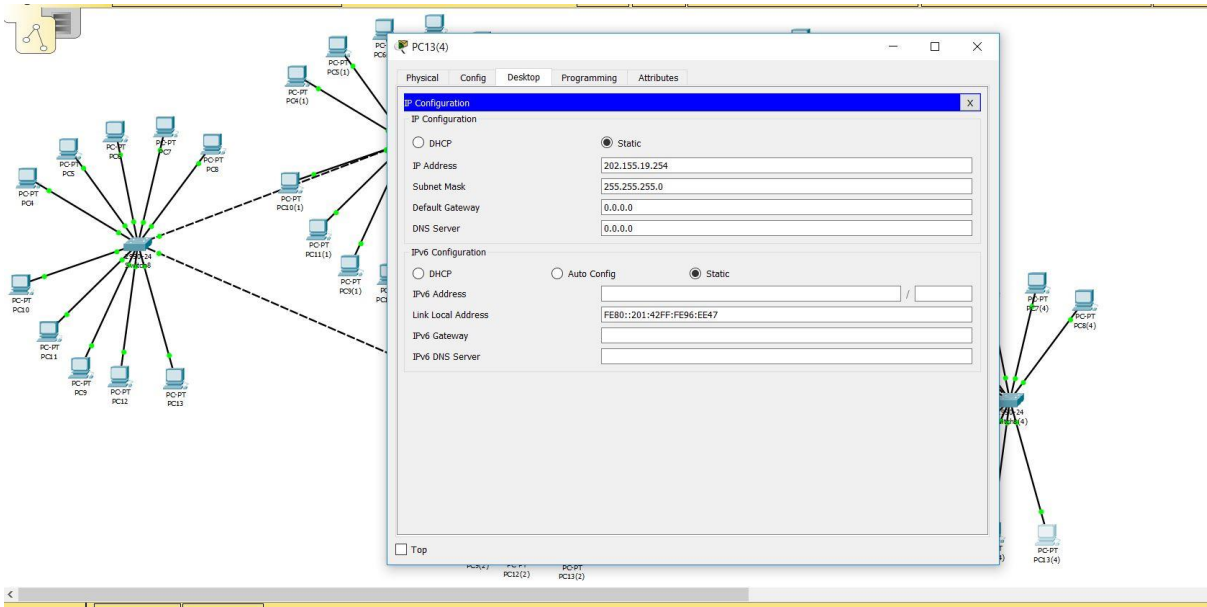 PC13(4)
Physical Config Desktop Programming Attributes
IP Configuration X
IP Configuration
DHCP Static
IP Address 202.155.19.254
Subnet Mask 255.255.255.0
Default Gateway 0.0.0.0
DNS Server 0.0.0.0
IPv6 Configuration
DHCP Auto Config Static
IPv6 Address /
Link Local Address FE80::201:42FF:FE96:EE47
IPv6 Gateway
IPv6 DNS Server
Top
PC-PT
PC5(1)
PC-PT
PC4(1)
PC-PT
PC10(1)
PC-PT
PC11(1)
PC-PT
PC9(1)
PC-PT
PC4
PC-PT
PC5
PC-PT
PC6
PC-PT
PC7
PC-PT
PC8
2950-24
Switch8
PC-PT
PC10
PC-PT
PC11
PC-PT
PC9
PC-PT
PC12
PC-PT
PC13
PC-PT
PC7(4)
PC-PT
PC8(4)
PC-PT
PC13(4)
PC12(2)
PC-PT
PC13(2)